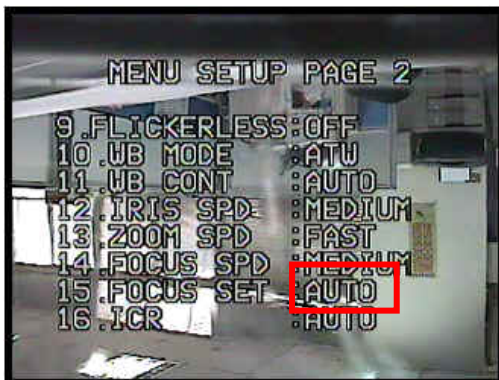 MENU SETUP PAGE 2
9.FLICKERLESS:OFF
10.WB MODE :ATW
11.WB CONT :AUTO
12.IRIS SPD :MEDIUM
13.ZOOM SPD :FAST
14.FOCUS SPD :MEDIUM
15.FOCUS SET :AUTO
16.ICR :AUTO